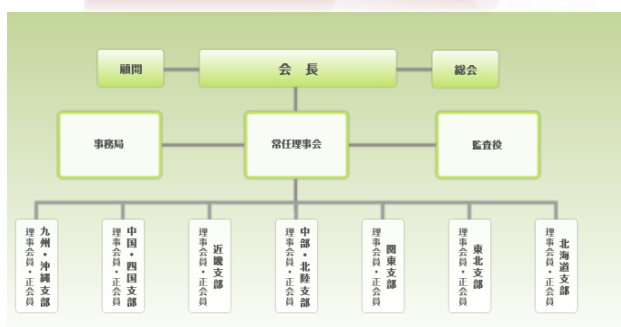 顧問
会 長
総会
事務局
常任理事会
監査役
九州・沖縄支部
理事会員・正会員
中国・四国支部
理事会員・正会員
近畿支部
理事会員・正会員
中部・北陸支部
理事会員・正会員
関東支部
理事会員・正会員
東北支部
理事会員・正会員
北海道支部
理事会員・正会員